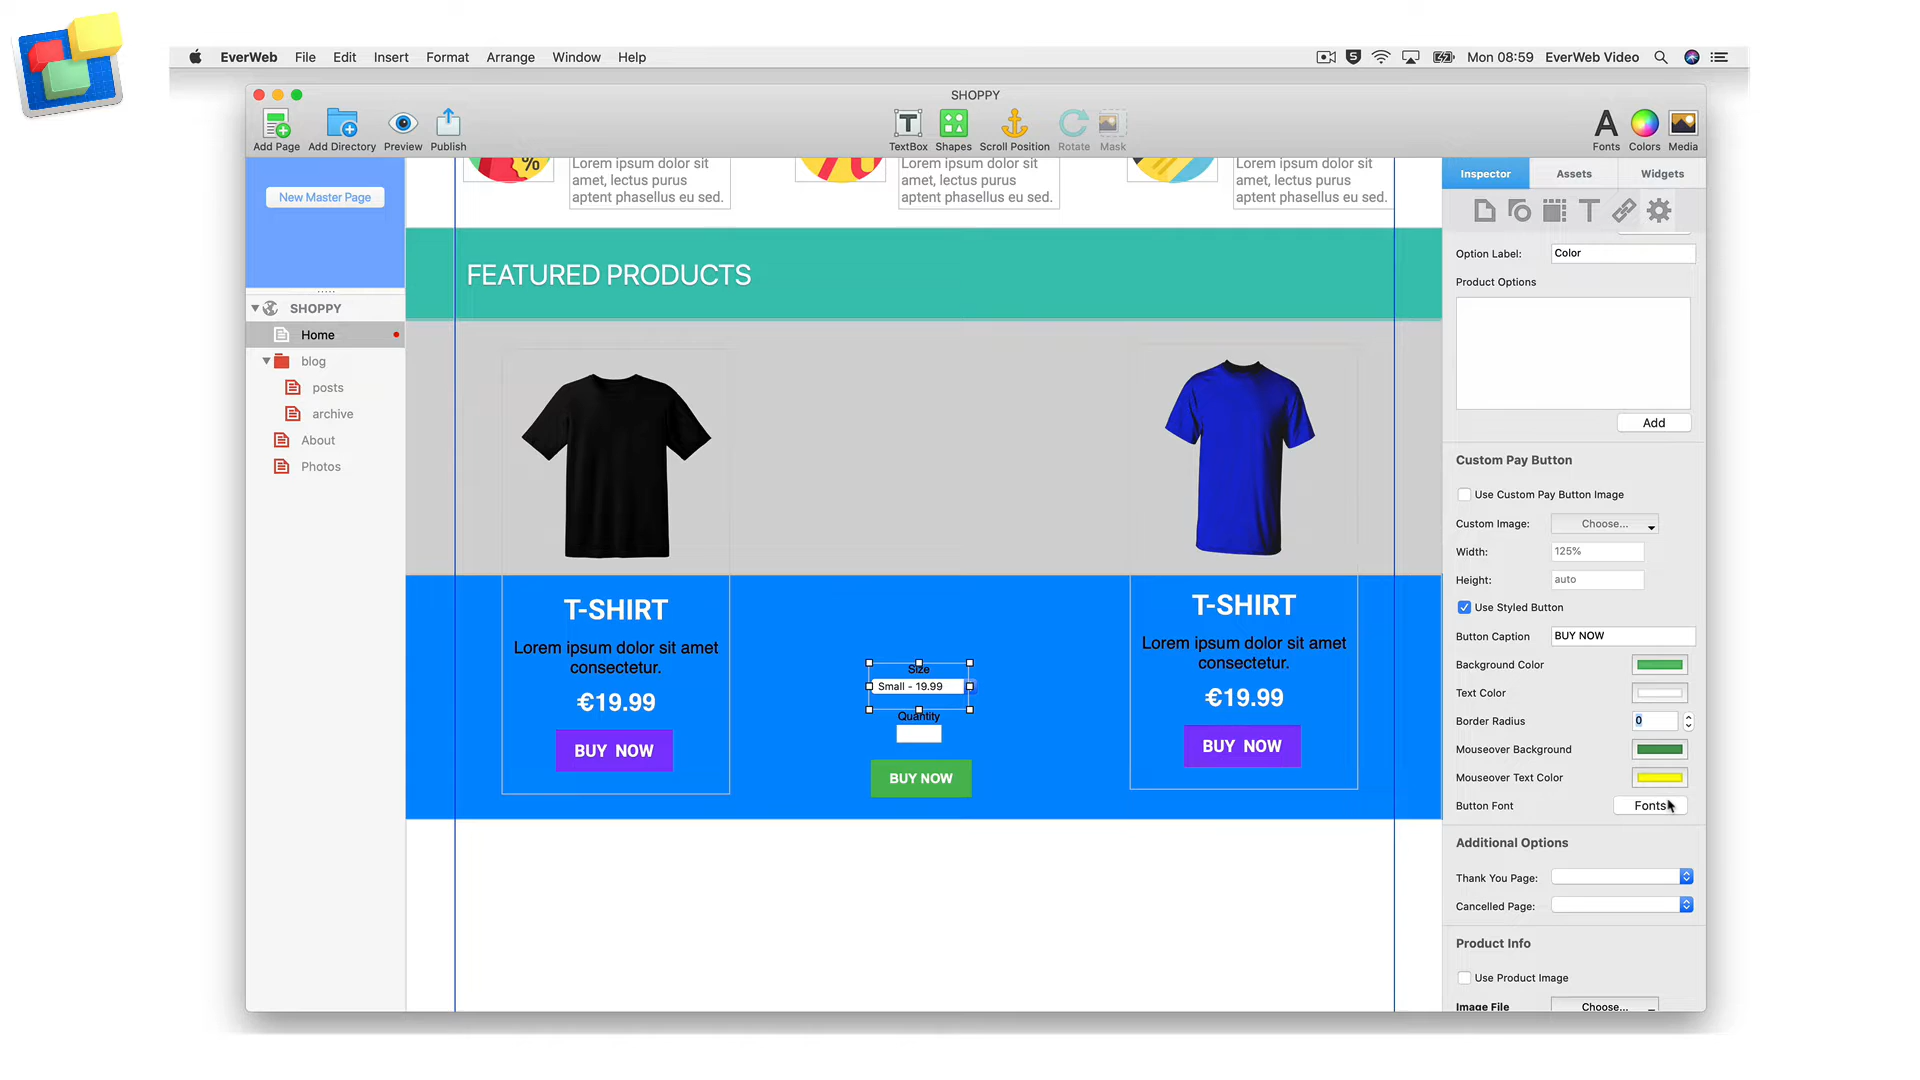 EverWeb File Edit Insert Format Arrange Window Help
S Mon 08:59 EverWeb Video
SHOPPY
Add Page Add Directory Preview Publish
T
TextBox Shapes Scroll Position Rotate Mask
A
Fonts Colors Media
New Master Page
SHOPPY
Home
blog
posts
archive
About
Photos
%
Lorem ipsum dolor sit
amet, lectus purus
aptent phasellus eu sed.
Lorem ipsum dolor sit
amet, lectus purus
aptent phasellus eu sed.
Lorem ipsum dolor sit
amet, lectus purus
aptent phasellus eu sed.
FEATURED PRODUCTS
T-SHIRT
Lorem ipsum dolor sit amet
consectetur.
€19.99
BUY NOW
Size
Small - 19.99
Quantity
BUY NOW
T-SHIRT
Lorem ipsum dolor sit amet
consectetur.
€19.99
BUY NOW
Inspector Assets Widgets
T
Option Label: Color
Product Options
Add
Custom Pay Button
Use Custom Pay Button Image
Custom Image: Choose...
Width: 125%
Height: auto
Use Styled Button
Button Caption BUY NOW
Background Color
Text Color
Border Radius 0
Mouseover Background
Mouseover Text Color
Button Font Fonts
Additional Options
Thank You Page:
Cancelled Page:
Product Info
Use Product Image
Image File Choose...